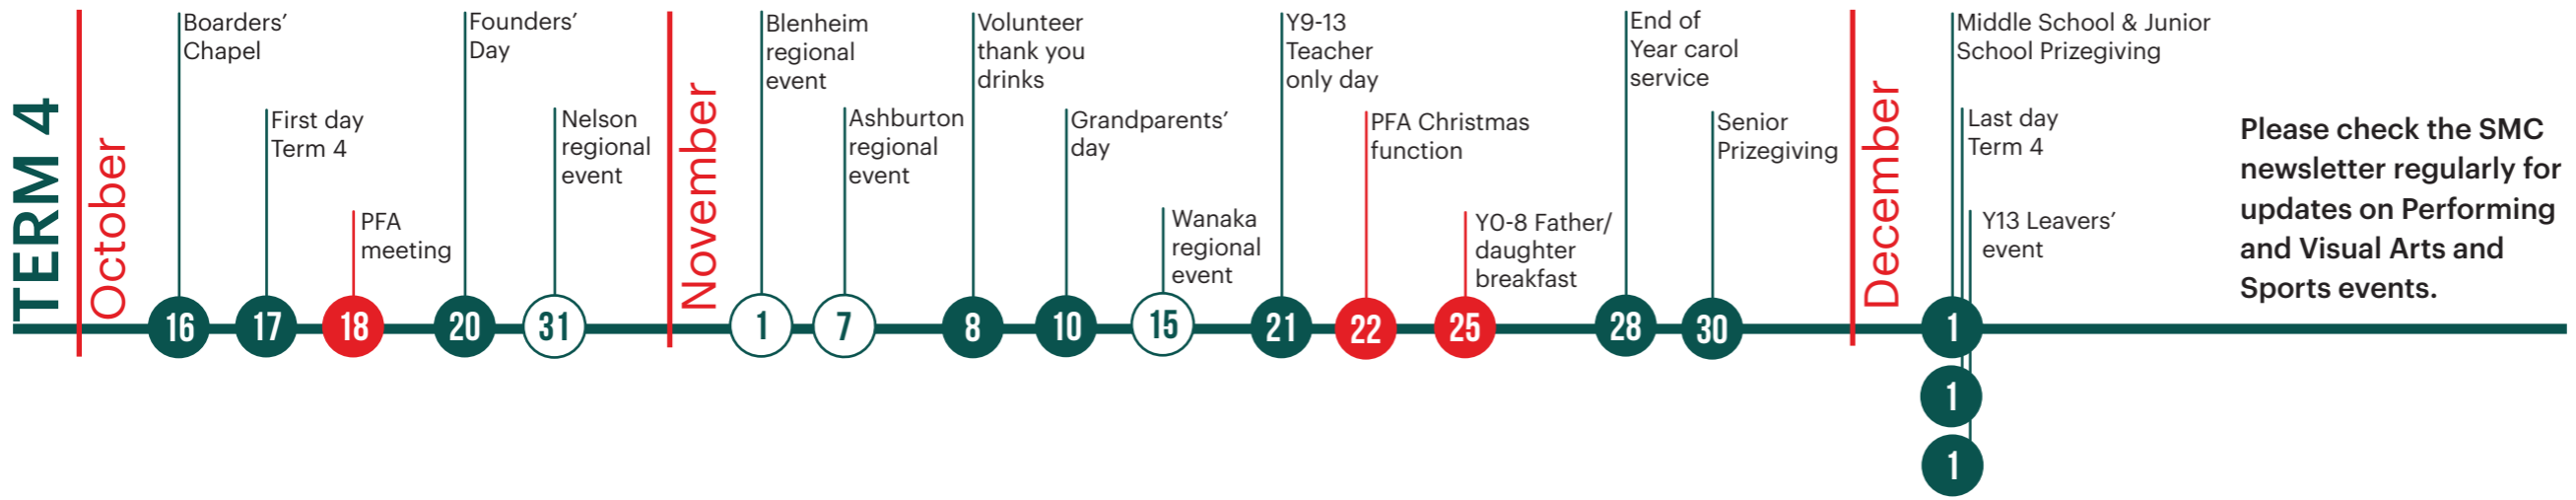 TERM 4
October
Boarders’
Chapel
16
First day
Term 4
17
PFA
meeting
18
Founders’
Day
20
Nelson
regional
event
31
November
Blenheim
regional
event
1
Ashburton
regional
event
7
Volunteer
thank you
drinks
8
Grandparents’
day
10
Wanaka
regional
event
15
Y9-13
Teacher
only day
21
PFA Christmas
function
22
Y0-8 Father/
daughter
breakfast
25
End of
Year carol
service
28
Senior
Prizegiving
30
December
Middle School & Junior
School Prizegiving
1
Last day
Term 4
1
Y13 Leavers’
event
1
Please check the SMC
newsletter regularly for
updates on Performing
and Visual Arts and
Sports events.